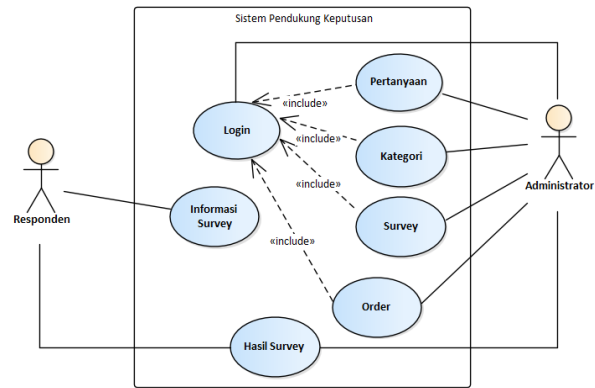 Sistem Pendukung Keputusan
Pertanyaan
«include»
Login
«include»
Kategori
«include»
Administrator
Responden
Informasi
Survey
Survey
«include»
Order
Hasil Survey